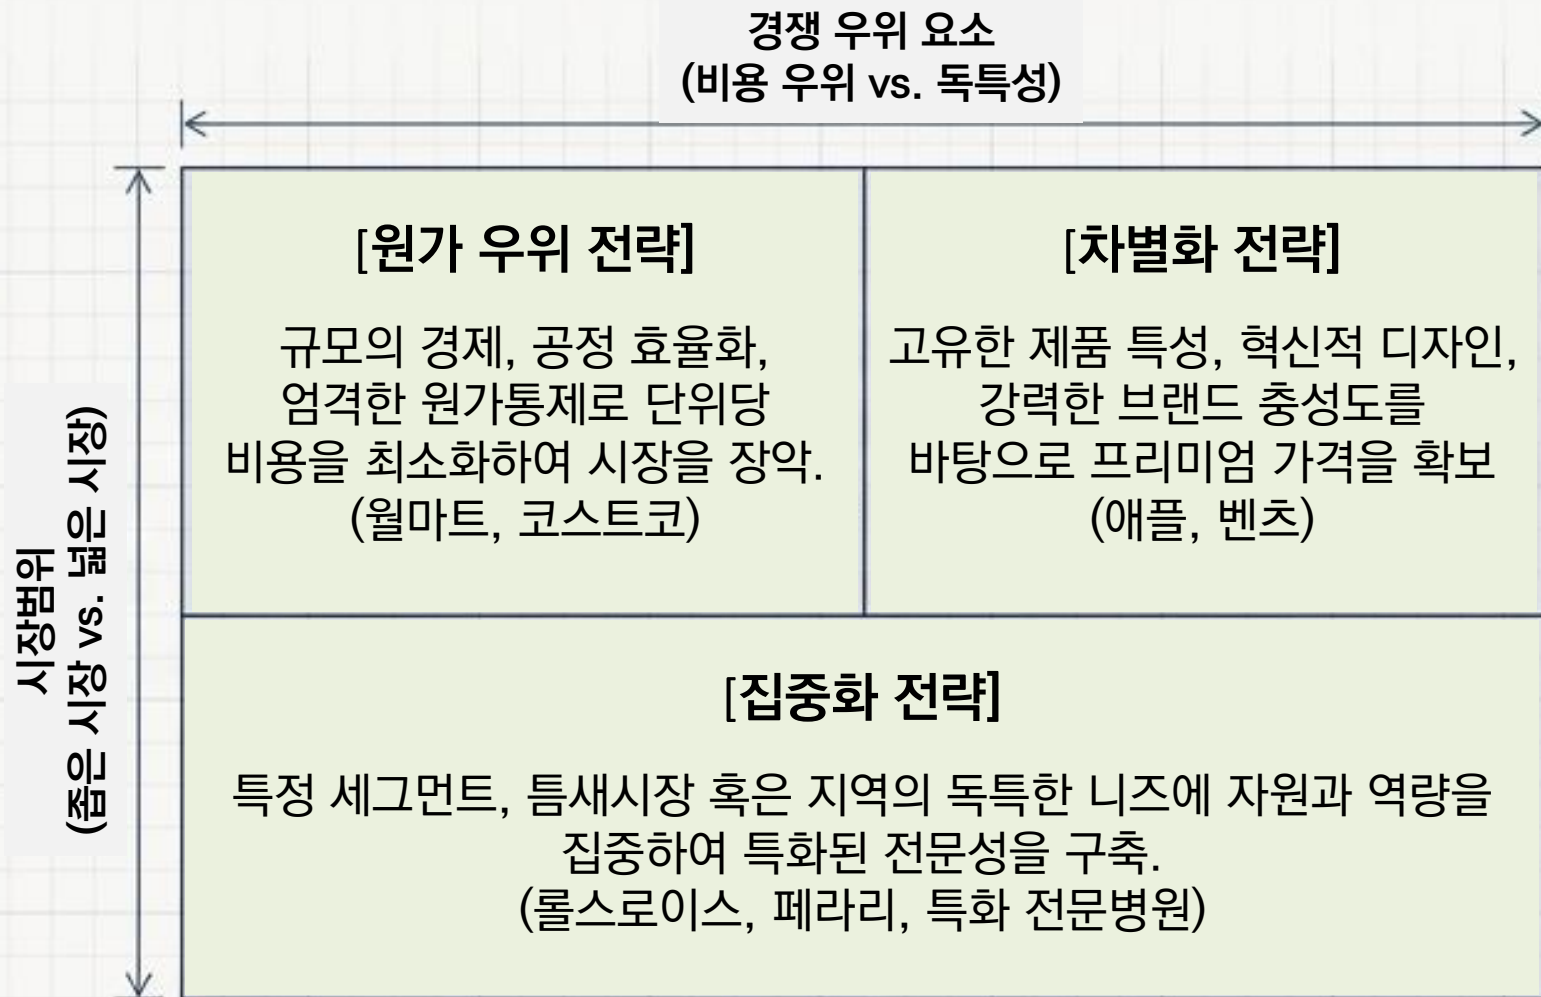 경쟁 우위 요소
(비용 우위 vs. 독특성)
시장범위
(좁은 시장 vs. 넓은 시장)
[원가 우위 전략]
규모의 경제, 공정 효율화,
엄격한 원가통제로 단위당
비용을 최소화하여 시장을 장악.
(월마트, 코스트코)
[차별화 전략]
고유한 제품 특성, 혁신적 디자인,
강력한 브랜드 충성도를
바탕으로 프리미엄 가격을 확보
(애플, 벤츠)
[집중화 전략]
특정 세그먼트, 틈새시장 혹은 지역의 독특한 니즈에 자원과 역량을
집중하여 특화된 전문성을 구축.
(롤스로이스, 페라리, 특화 전문병원)